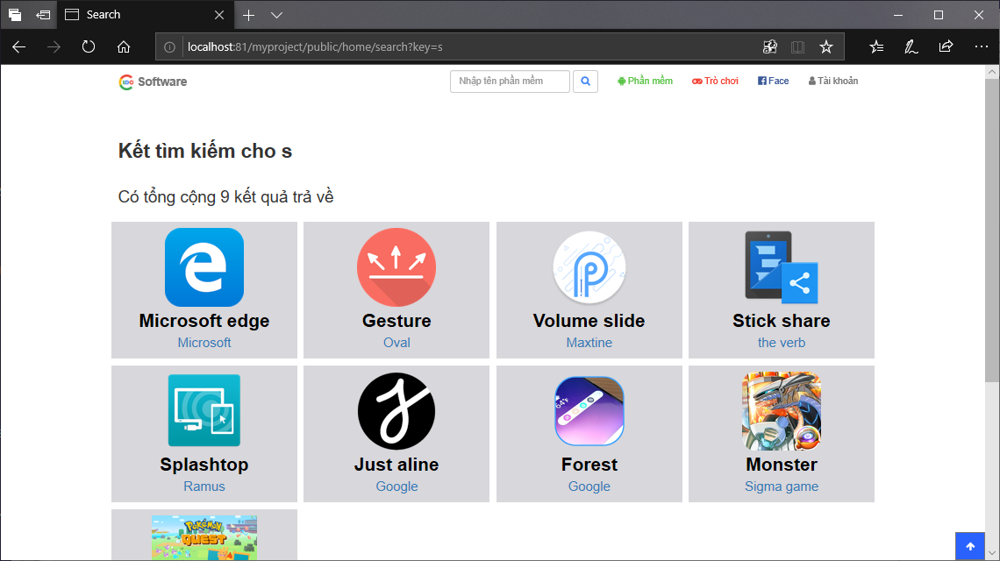 Search
localhost:81/myproject/public/home/search?key=s
Software
Nhập tên phần mềm
Phần mềm
Trò chơi
Face
Tài khoản
Kết tìm kiếm cho s
Có tổng cộng 9 kết quả trả về
Microsoft edge
Microsoft
Gesture
Oval
Volume slide
Maxtine
Stick share
the verb
Splashtop
Ramus
Just aline
Google
64°F
Forest
Google
Monster
Sigma game
Pokémon
Quest